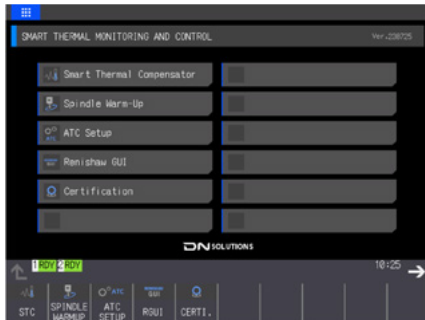 SMART THERMAL MONITORING AND CONTROL
Ver.230725
Smart Thermal Compensator
Spindle Warm-Up
ATC Setup
Renishaw GUI
Certification
DN SOLUTIONS
1 RDY 2 RDY
10:25
STC
SPINDLE WARMUP
ATC SETUP
RGUI
CERTI.